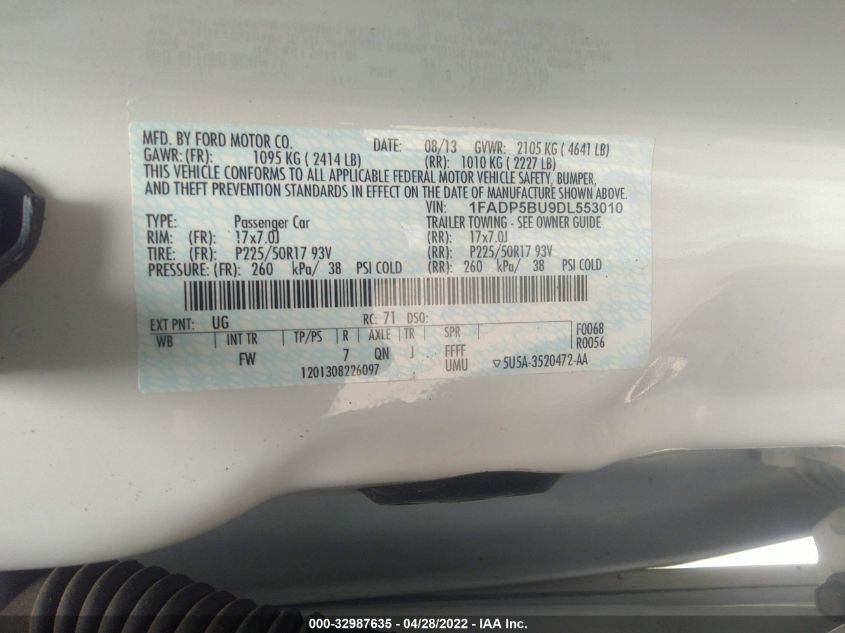 MFD. BY FORD MOTOR CO. DATE: 08/13 GVWR: 2105 KG ( 4641 LB)
GAWR: (FR): 1095 KG ( 2414 LB) (RR): 1010 KG ( 2227 LB)
THIS VEHICLE CONFORMS TO ALL APPLICABLE FEDERAL MOTOR VEHICLE SAFETY, BUMPER,
AND THEFT PREVENTION STANDARDS IN EFFECT ON THE DATE OF MANUFACTURE SHOWN ABOVE.
VIN: 1FADP5BU9DL553010
TYPE: Passenger Car TRAILER TOWING - SEE OWNER GUIDE
RIM: (FR): 17x7.0J (RR): 17x7.0J
TIRE: (FR): P225/50R17 93V (RR): P225/50R17 93V
PRESSURE: (FR): 260 kPa/ 38 PSI COLD (RR): 260 kPa/ 38 PSI COLD
EXT PNT: UG RC: 71 DSO: F0068
WB INT TR TP/PS R AXLE TR SPR R0056
FW 7 QN J FFFF
1201308226097 UMU ▽5U5A-3520472-AA
000-32987635 - 04/28/2022 - IAA Inc.